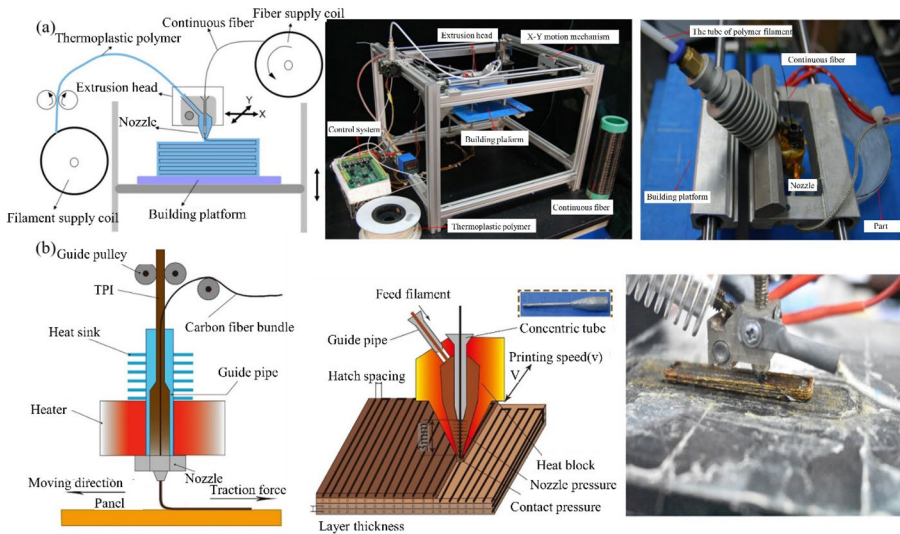 (a)
Continuous fiber
Fiber supply coil
Thermoplastic polymer
Extrusion head
Y
X
Nozzle
Filament supply coil
Building platform
Extrusion head
X-Y motion mechanism
Control system
Building plaform
Continuous fiber
Thermoplastic polymer
The tube of polymer filament
Continuous fiber
Building platform
Nozzle
Part
(b)
Guide pulley
TPI
Carbon fiber bundle
Heat sink
Guide pipe
Heater
Nozzle
Moving direction
Traction force
Panel
Feed filament
Guide pipe
Concentric tube
Printing speed(v)
V
Hatch spacing
3mm
Heat block
Nozzle pressure
Contact pressure
Layer thickness